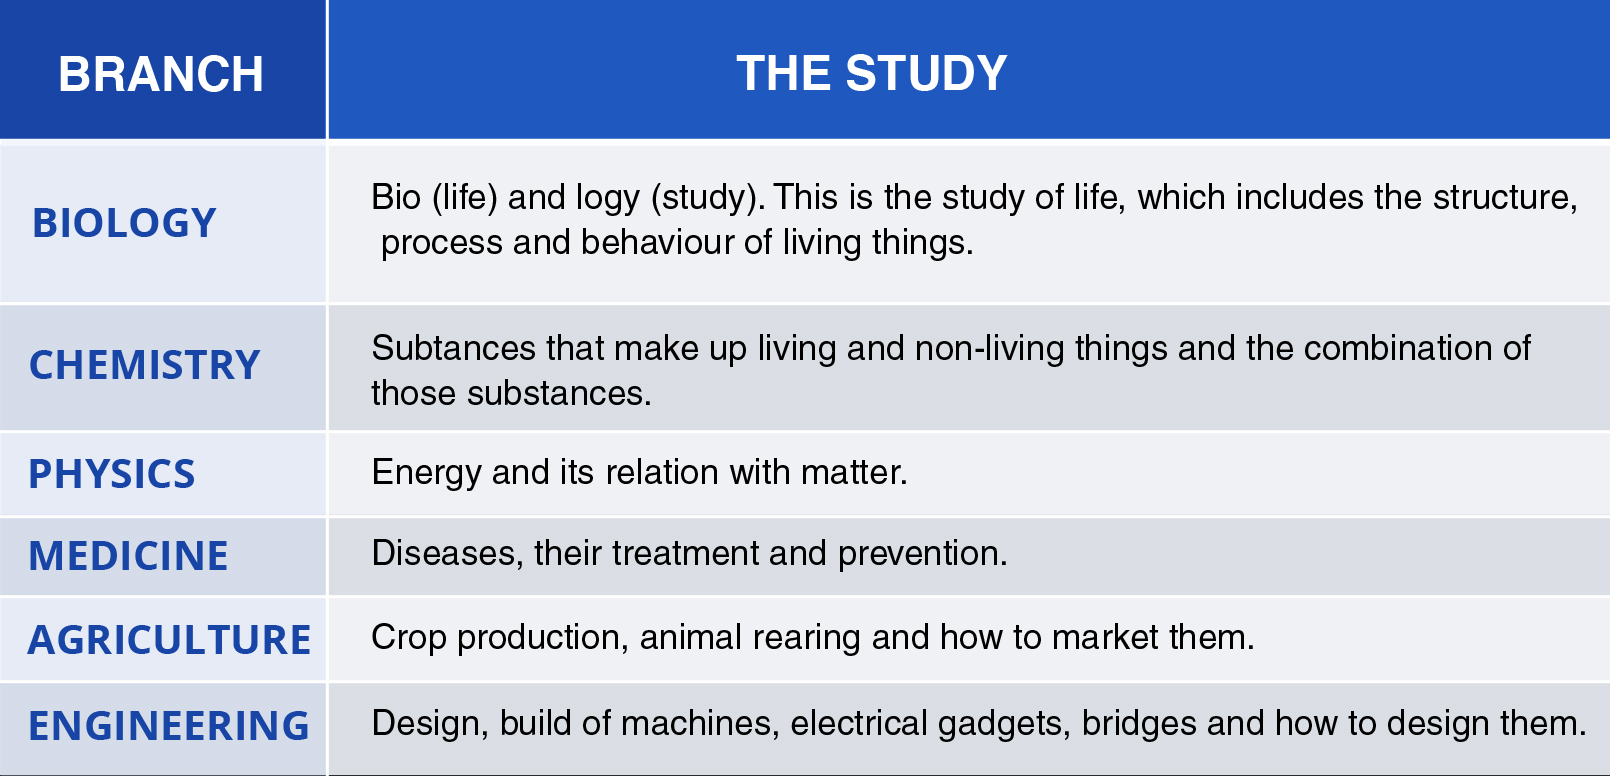 BRANCH
THE STUDY
BIOLOGY
Bio (life) and logy (study). This is the study of life, which includes the structure,
process and behaviour of living things.
CHEMISTRY
Subtances that make up living and non-living things and the combination of
those substances.
PHYSICS
Energy and its relation with matter.
MEDICINE
Diseases, their treatment and prevention.
AGRICULTURE
Crop production, animal rearing and how to market them.
ENGINEERING
Design, build of machines, electrical gadgets, bridges and how to design them.